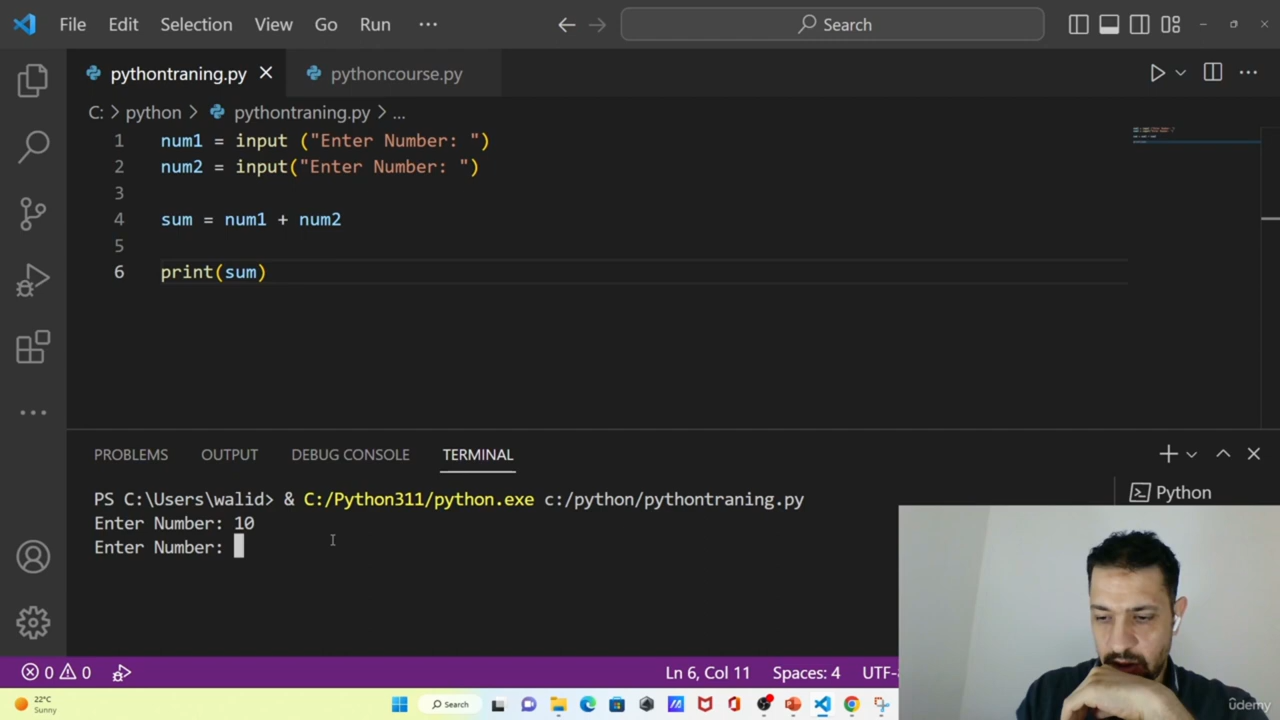 File Edit Selection View Go Run ··· Search
pythontraning.py pythoncourse.py
C: > python > pythontraning.py > ...
1 num1 = input ("Enter Number: ")
2 num2 = input("Enter Number: ")
3
4 sum = num1 + num2
5
6 print(sum)
PROBLEMS OUTPUT DEBUG CONSOLE TERMINAL
PS C:\Users\walid> & C:/Python311/python.exe c:/python/pythontraning.py
Python
Enter Number: 10
Enter Number:
0 0 Ln 6, Col 11 Spaces: 4 UTF-
22°C
Sunny
Search
udemy